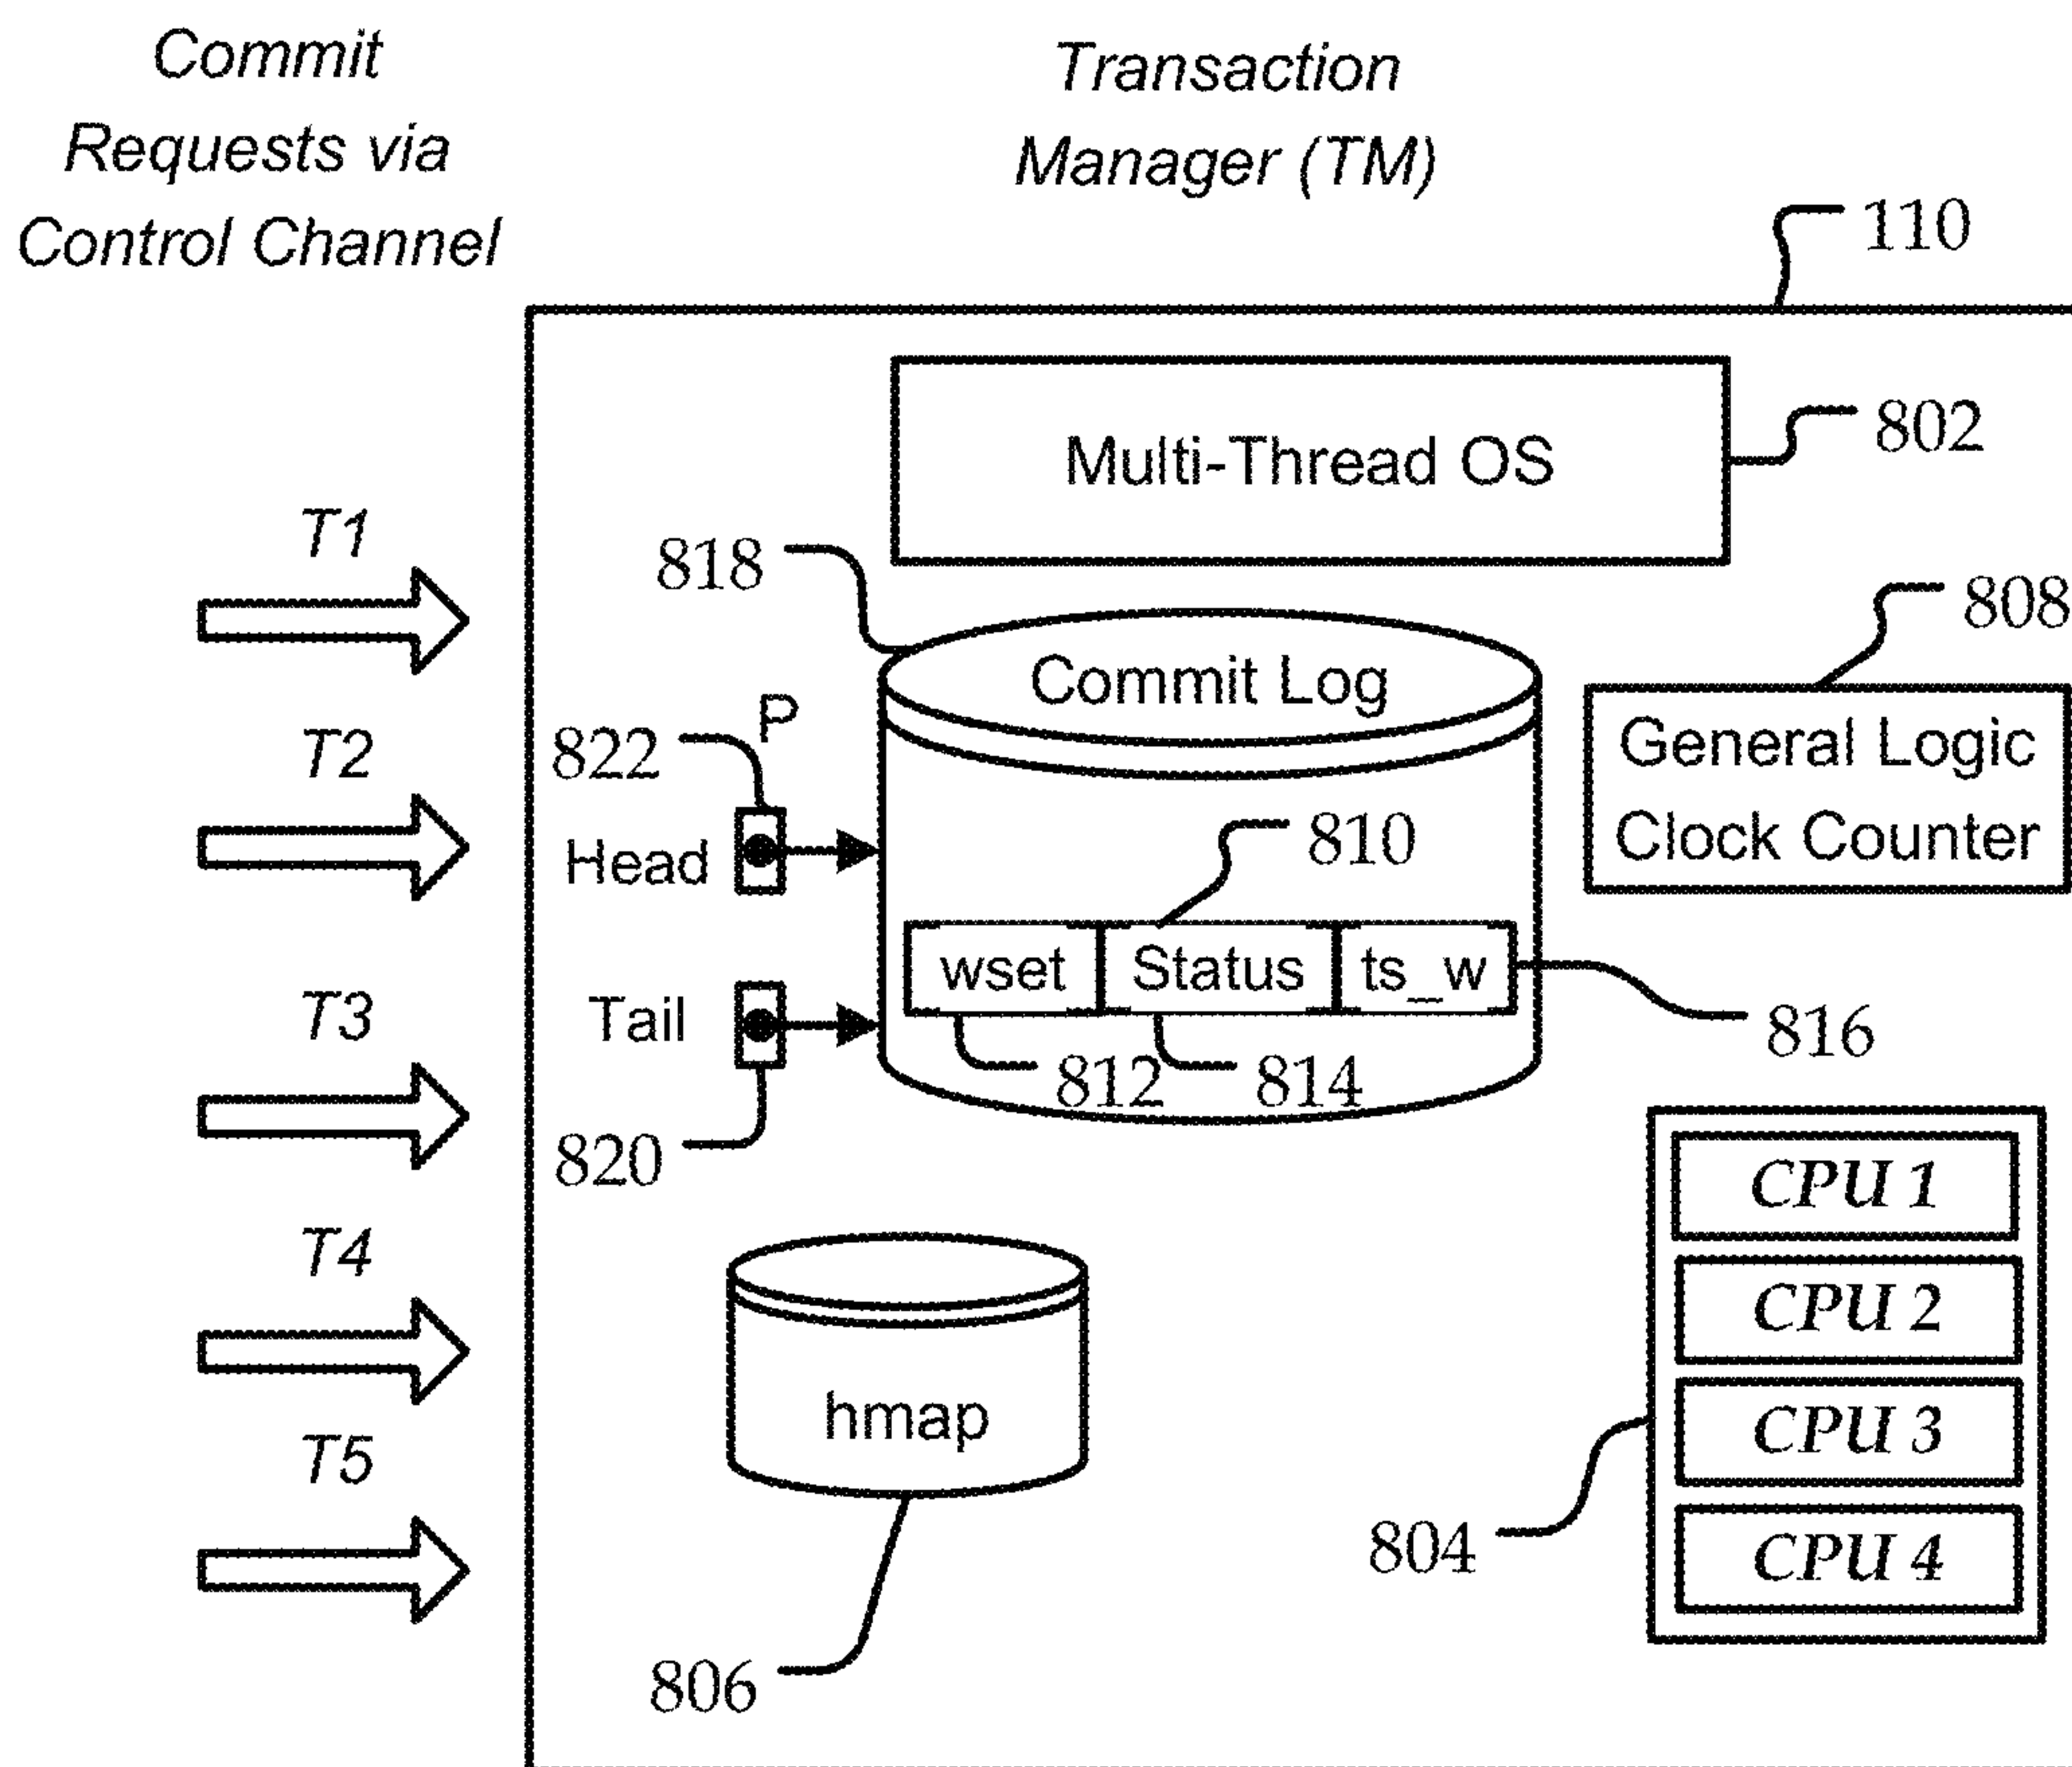 Commit
Requests via
Control Channel
Transaction
Manager (TM)
110
Multi-Thread OS
802
T1
818
808
Commit Log
General Logic
Clock Counter
P
822
T2
Head
810
wset Status ts_w
Tail
T3
812
814
816
820
CPU 1
CPU 2
CPU 3
CPU 4
T4
hmap
T5
804
806